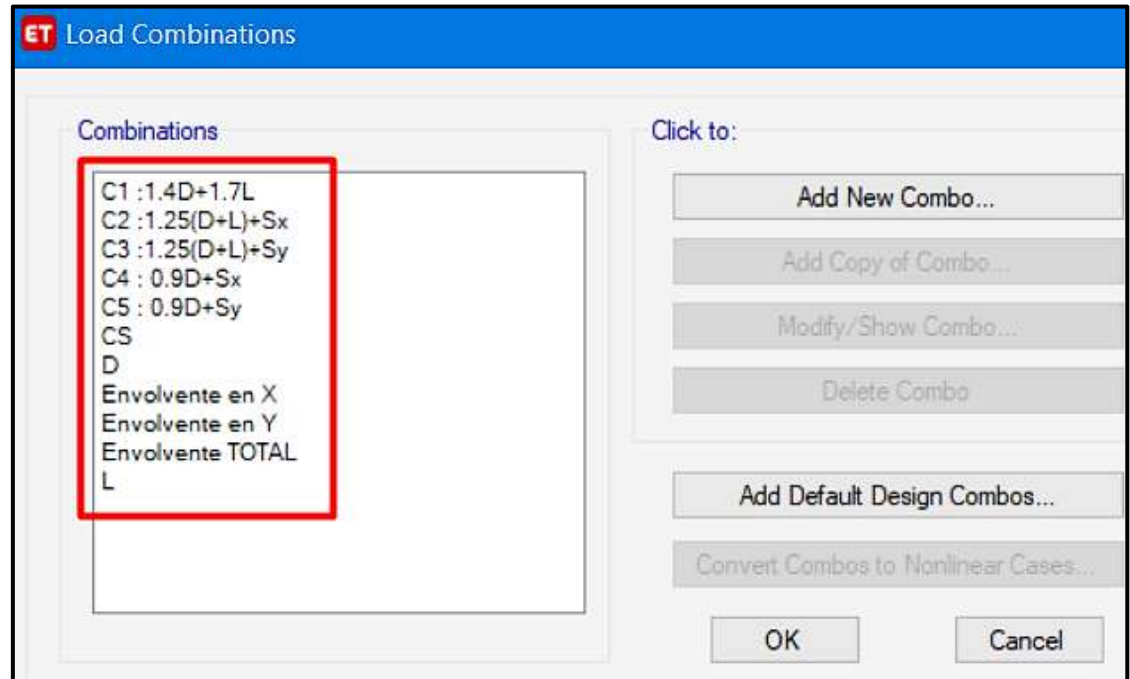 ET Load Combinations
Combinations
C1 :1.4D+1.7L
C2 :1.25(D+L)+Sx
C3 :1.25(D+L)+Sy
C4 : 0.9D+Sx
C5 : 0.9D+Sy
CS
D
Envolvente en X
Envolvente en Y
Envolvente TOTAL
L
Click to:
Add New Combo...
Add Copy of Combo...
Modify/Show Combo...
Delete Combo
Add Default Design Combos...
Convert Combos to Nonlinear Cases...
OK
Cancel